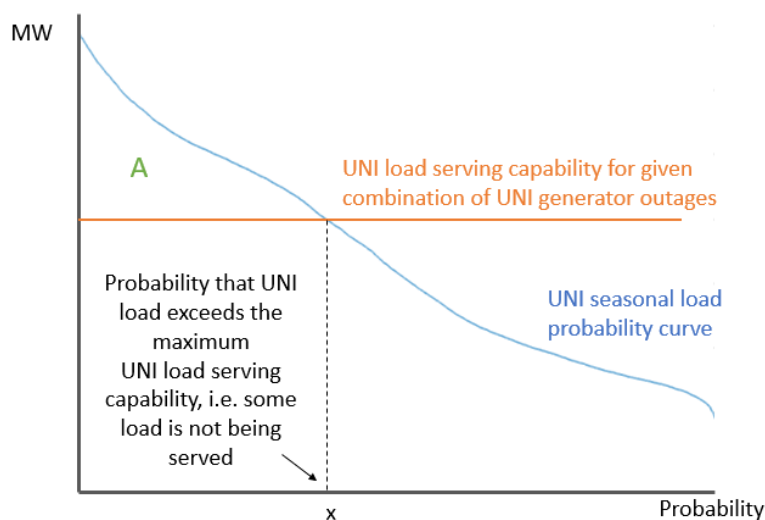 MW
A
UNI load serving capability for given
combination of UNI generator outages
Probability that UNI
load exceeds the
maximum
UNI load serving
capability, i.e. some
load is not being
served
UNI seasonal load
probability curve
x
Probability